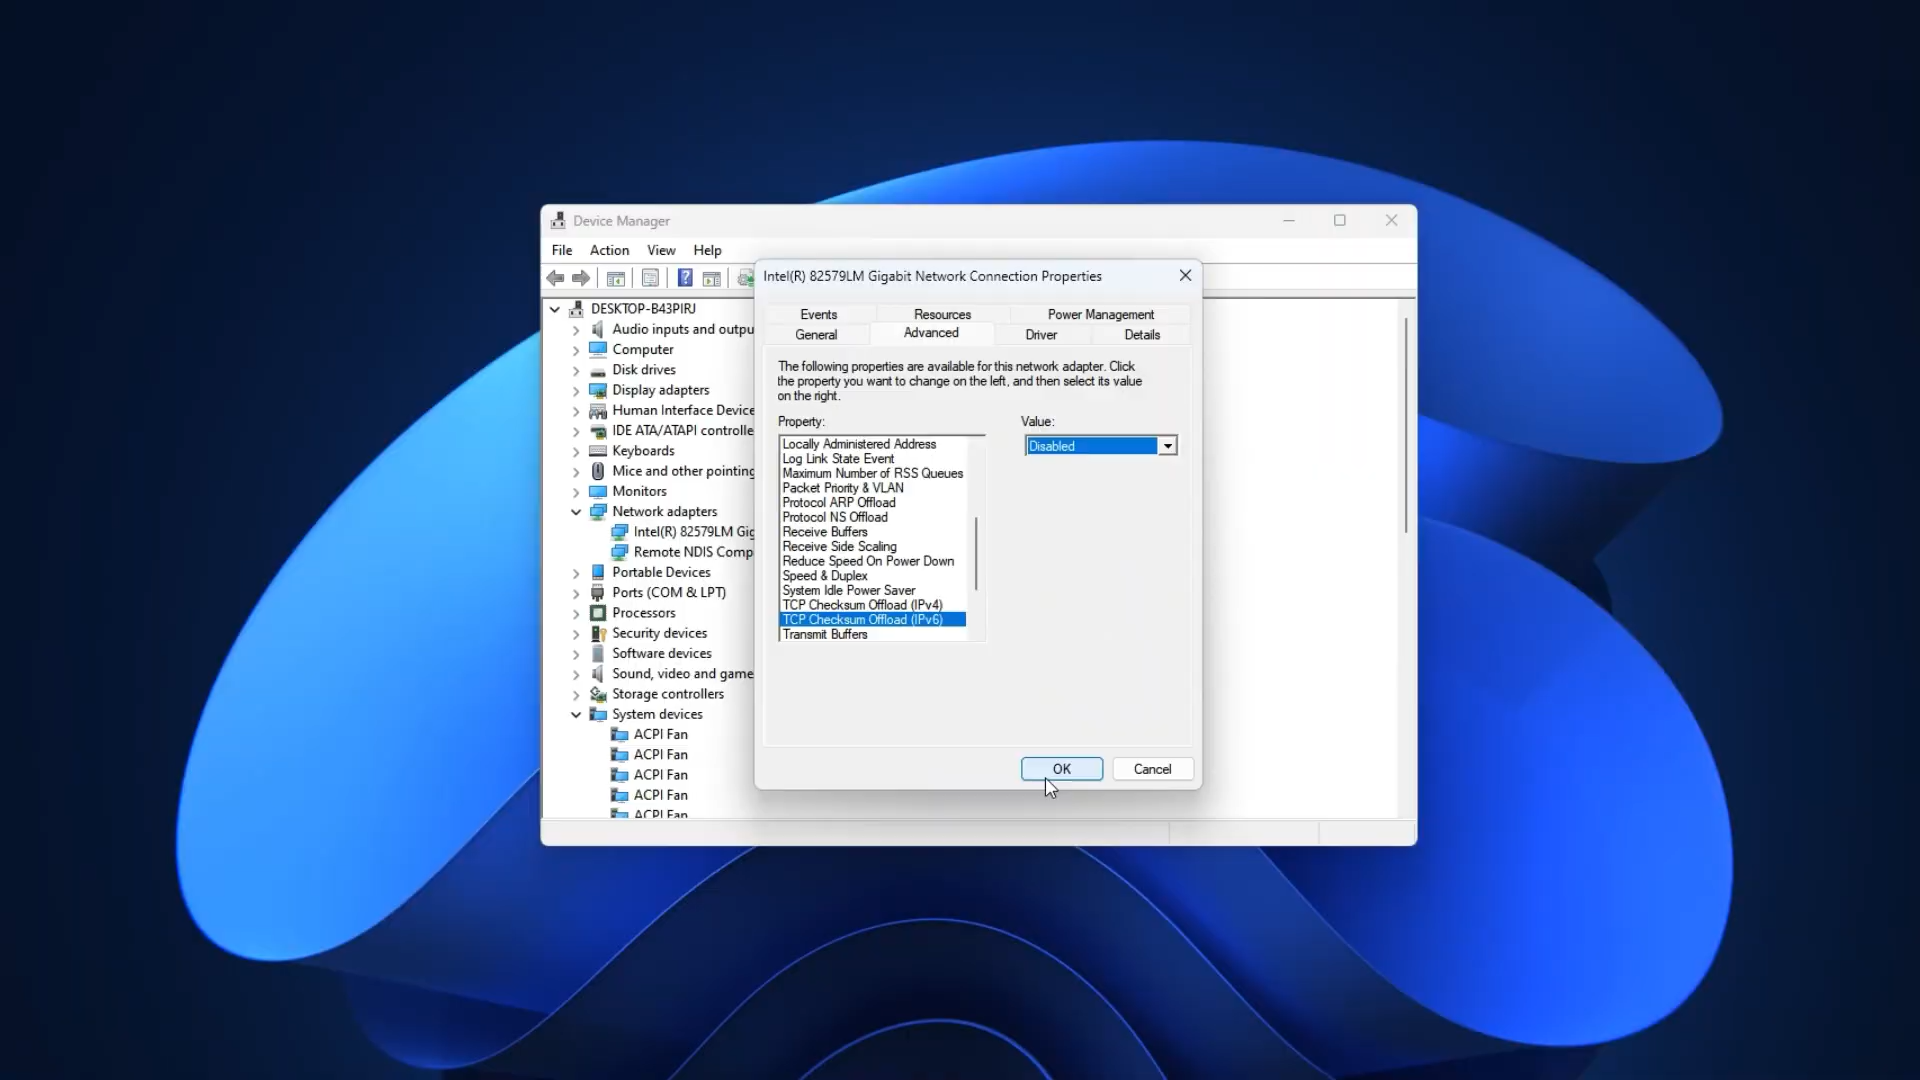 Device Manager
File Action View Help
DESKTOP-B43PIRJ
Audio inputs and outpu
Computer
Disk drives
Display adapters
Human Interface Device
IDE ATA/ATAPI controlle
Keyboards
Mice and other pointing
Monitors
Network adapters
Intel(R) 82579LM Gig
Remote NDIS Comp
Portable Devices
Ports (COM & LPT)
Processors
Security devices
Software devices
Sound, video and game
Storage controllers
System devices
ACPI Fan
ACPI Fan
ACPI Fan
ACPI Fan
ACPI Fan
Intel(R) 82579LM Gigabit Network Connection Properties
Events Resources Power Management
General Advanced Driver Details
The following properties are available for this network adapter. Click
the property you want to change on the left, and then select its value
on the right.
Property: Value:
Locally Administered Address
Log Link State Event
Maximum Number of RSS Queues
Packet Priority & VLAN
Protocol ARP Offload
Protocol NS Offload
Receive Buffers
Receive Side Scaling
Reduce Speed On Power Down
Speed & Duplex
System Idle Power Saver
TCP Checksum Offload (IPv4)
TCP Checksum Offload (IPv6)
Transmit Buffers
Disabled
OK Cancel